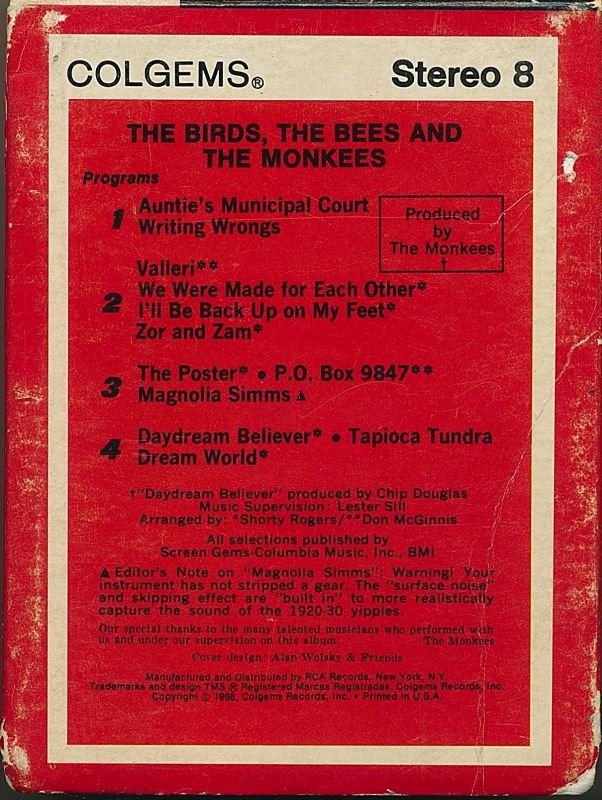 COLGEMS®
Stereo 8
THE BIRDS, THE BEES AND
THE MONKEES
Programs
1 Auntie's Municipal Court
Writing Wrongs
Produced
by
The Monkees
†
2 Valleri**
We Were Made for Each Other*
I'll Be Back Up on My Feet*
Zor and Zam*
3 The Poster* • P.O. Box 9847**
Magnolia Simms ▲
4 Daydream Believer* • Tapioca Tundra
Dream World*
†"Daydream Believer" produced by Chip Douglas
Music Supervision: Lester Sill
Arranged by: *Shorty Rogers/**Don McGinnis
All selections published by
Screen Gems-Columbia Music, Inc., BMI
▲ Editor's Note on "Magnolia Simms": Warning! Your
instrument has not stripped a gear. The "surface noise"
and skipping effect are "built in" to more realistically
capture the sound of the 1920-30 yippies.
Our special thanks to the many talented musicians who performed with
us and under our supervision on this album. The Monkees
Cover design: Alan Wolsky & Friends
Manufactured and Distributed by RCA Records, New York, N.Y.
Trademarks and design TMS ® Registered Marcas Registradas, Colgems Records, Inc.
Copyright © 1968, Colgems Records, Inc. • Printed in U.S.A.